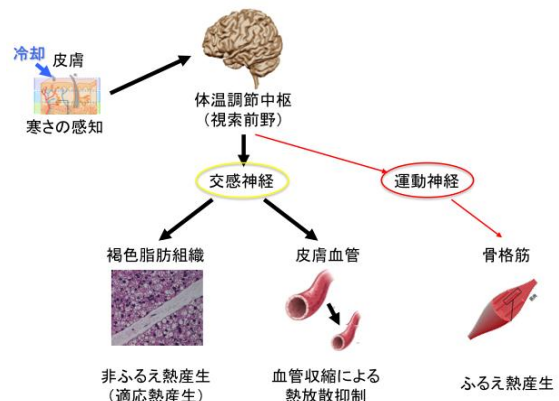 冷却
皮膚
寒さの感知
体温調節中枢
(視索前野)
交感神経
運動神経
褐色脂肪組織
皮膚血管
骨格筋
非ふるえ熱産生
(適応熱産生)
血管収縮による
熱放散抑制
ふるえ熱産生